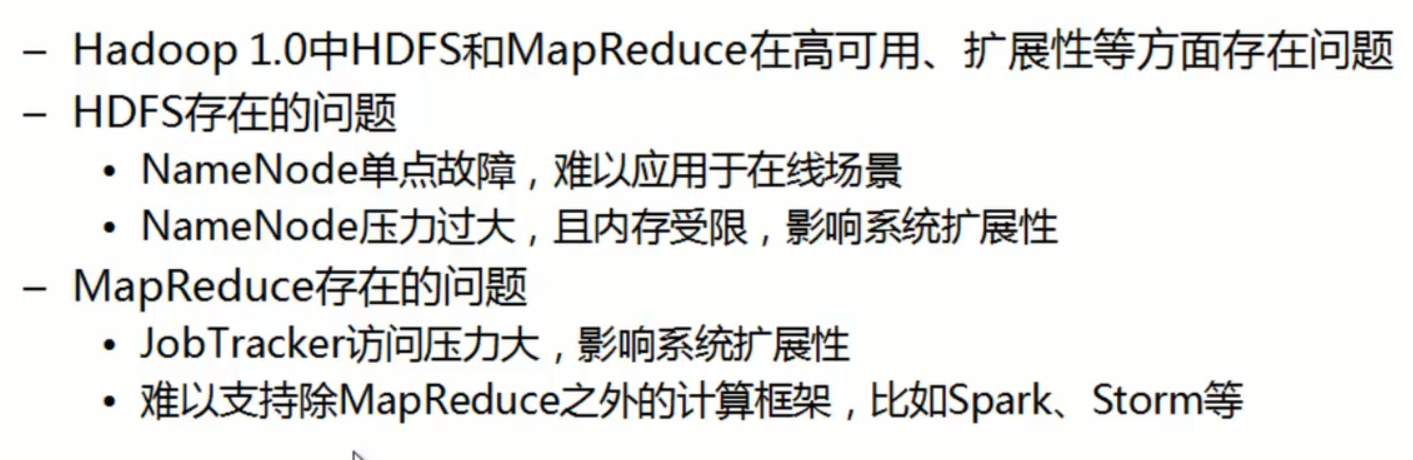 – Hadoop 1.0中HDFS和MapReduce在高可用、扩展性等方面存在问题
– HDFS存在的问题
• NameNode单点故障，难以应用于在线场景
• NameNode压力过大，且内存受限，影响系统扩展性
– MapReduce存在的问题
• JobTracker访问压力大，影响系统扩展性
• 难以支持除MapReduce之外的计算框架，比如Spark、Storm等